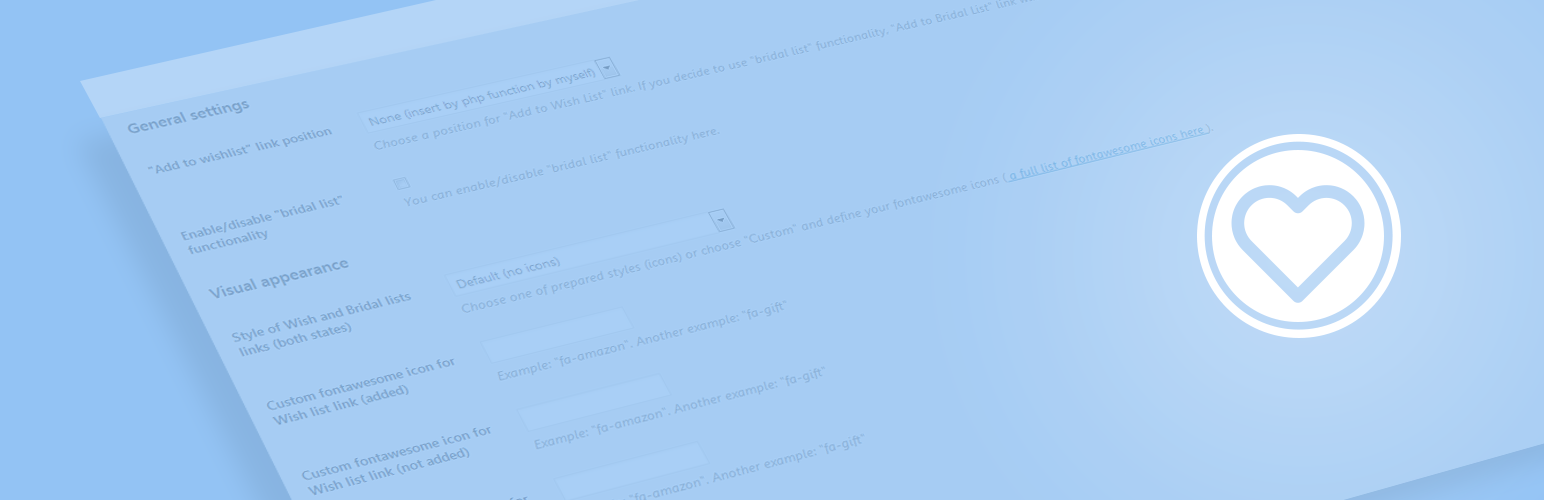 General settings
"Add to wishlist" link position
None (insert by php function by myself)
Choose a position for "Add to Wish List" link. If you decide to use "bridal list" functionality. "Add to Bridal List" link
Enable/disable "bridal list"
functionality
You can enable/disable "bridal list" functionality here.
Visual appearance
Style of Wish and Bridal lists
links (both states)
Default (no icons)
Choose one of prepared styles (icons) or choose "Custom" and define your fontawesome icons ( a full list of fontawesome icons here ).
Custom fontawesome icon for
Wish list link (added)
Example: "fa-amazon". Another example: "fa-gift"
Custom fontawesome icon for
Wish list link (not added)
Example: "fa-amazon". Another example: "fa-gift"
for
"fa-amazon". Another example: "fa-gift"